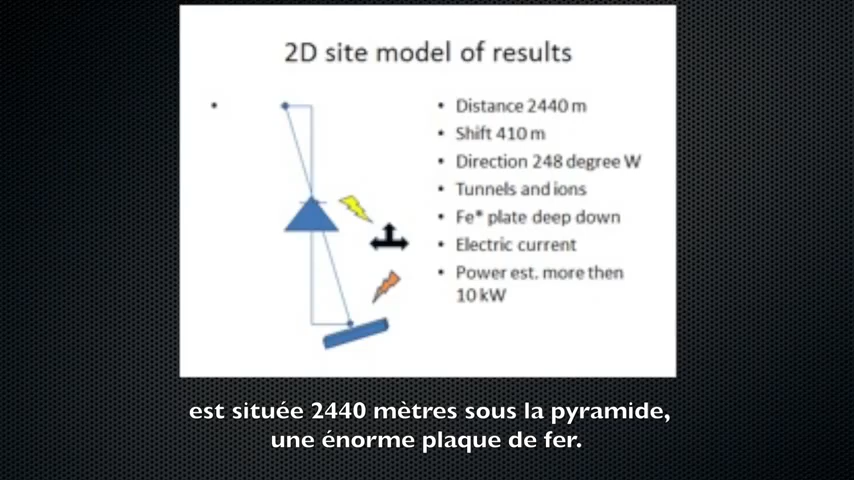 2D site model of results
• Distance 2440 m
• Shift 410 m
• Direction 248 degree W
• Tunnels and ions
• Fe* plate deep down
• Electric current
• Power est. more then
10 kW
est située 2440 mètres sous la pyramide,
une énorme plaque de fer.